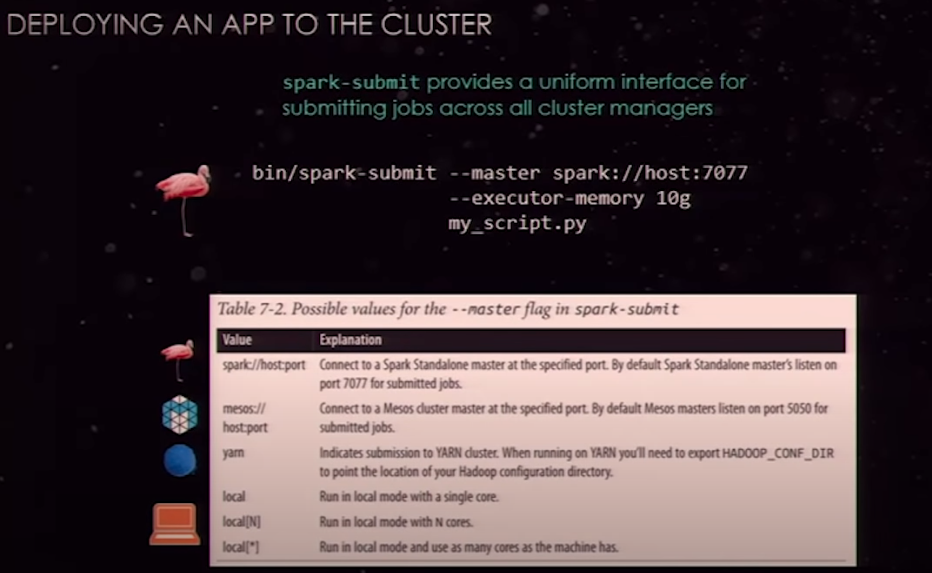 DEPLOYING AN APP TO THE CLUSTER
spark-submit provides a uniform interface for
submitting jobs across all cluster managers
bin/spark-submit --master spark://host:7077
--executor-memory 10g
my_script.py
Table 7-2. Possible values for the --master flag in spark-submit
Value Explanation
spark://host:port Connect to a Spark Standalone master at the specified port. By default Spark Standalone master's listen on
port 7077 for submitted jobs.
mesos:// Connect to a Mesos cluster master at the specified port. By default Mesos masters listen on port 5050 for
host:port submitted jobs.
yarn Indicates submission to YARN cluster. When running on YARN you'll need to export HADOOP_CONF_DIR
to point the location of your Hadoop configuration directory.
local Run in local mode with a single core.
local[N] Run in local mode with N cores.
local[*] Run in local mode and use as many cores as the machine has.